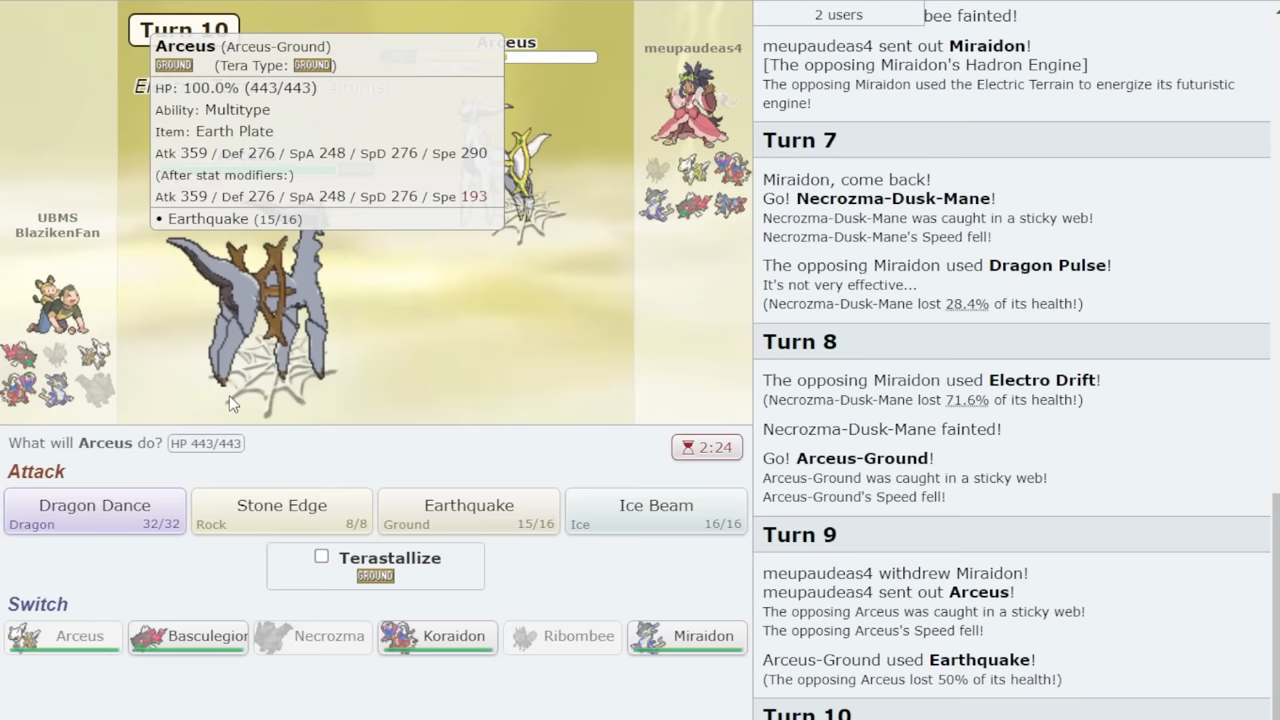 Turn 10
Arceus (Arceus-Ground)
GROUND (Tera Type: GROUND)
HP: 100.0% (443/443)
Ability: Multitype
Item: Earth Plate
Atk 359 / Def 276 / SpA 248 / SpD 276 / Spe 290
(After stat modifiers:)
Atk 359 / Def 276 / SpA 248 / SpD 276 / Spe 193
• Earthquake (15/16)
Arceus
meupaudeas4
UBMS
BlazikenFan
What will Arceus do? HP 443/443
2:24
Attack
Dragon Dance
Dragon 32/32
Stone Edge
Rock 8/8
Earthquake
Ground 15/16
Ice Beam
Ice 16/16
Terastallize
GROUND
Switch
Arceus
Basculegion
Necrozma
Koraidon
Ribombee
Miraidon
2 users
bee fainted!
meupaudeas4 sent out Miraidon!
[The opposing Miraidon's Hadron Engine]
The opposing Miraidon used the Electric Terrain to energize its futuristic
engine!
Turn 7
Miraidon, come back!
Go! Necrozma-Dusk-Mane!
Necrozma-Dusk-Mane was caught in a sticky web!
Necrozma-Dusk-Mane's Speed fell!
The opposing Miraidon used Dragon Pulse!
It's not very effective...
(Necrozma-Dusk-Mane lost 28.4% of its health!)
Turn 8
The opposing Miraidon used Electro Drift!
(Necrozma-Dusk-Mane lost 71.6% of its health!)
Necrozma-Dusk-Mane fainted!
Go! Arceus-Ground!
Arceus-Ground was caught in a sticky web!
Arceus-Ground's Speed fell!
Turn 9
meupaudeas4 withdrew Miraidon!
meupaudeas4 sent out Arceus!
The opposing Arceus was caught in a sticky web!
The opposing Arceus's Speed fell!
Arceus-Ground used Earthquake!
(The opposing Arceus lost 50% of its health!)
Turn 10